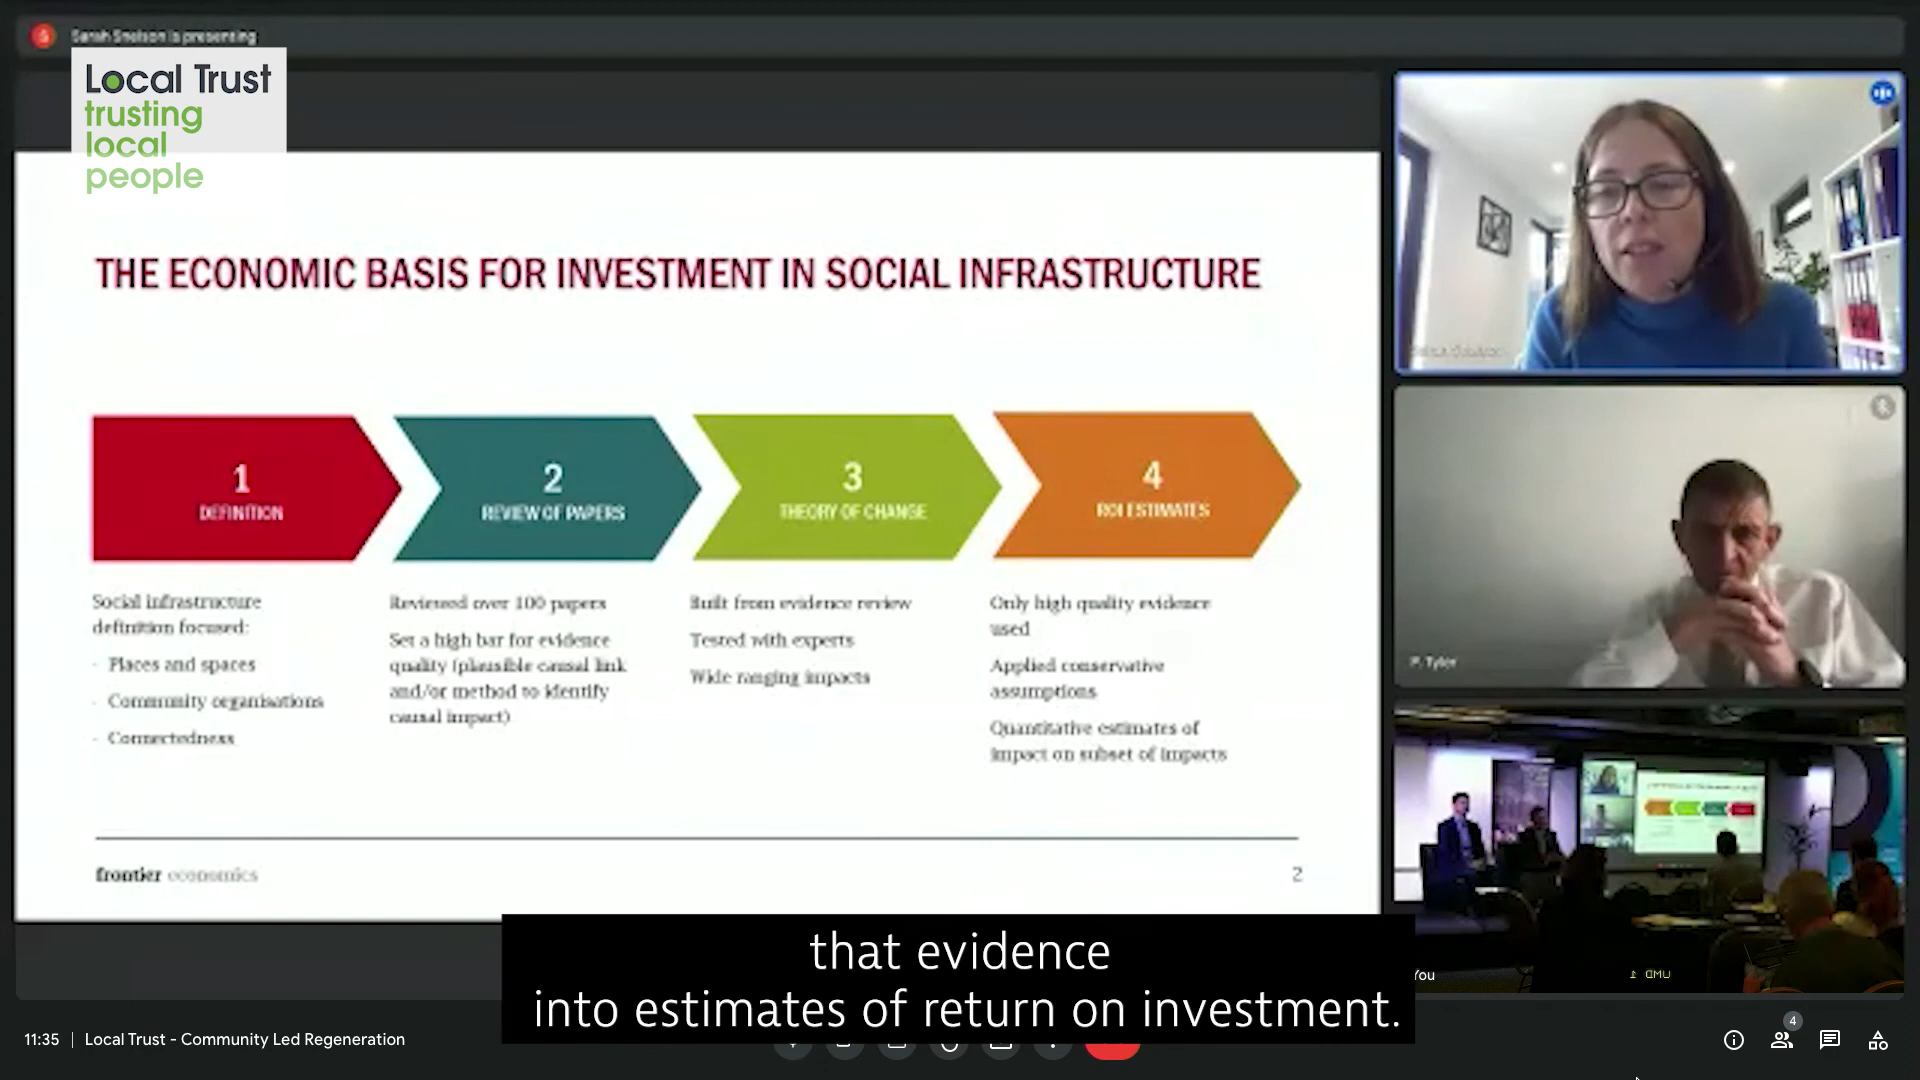 Sarah Snelson is presenting
Local Trust
trusting
local
people
THE ECONOMIC BASIS FOR INVESTMENT IN SOCIAL INFRASTRUCTURE
1
DEFINITION
2
REVIEW OF PAPERS
3
THEORY OF CHANGE
4
ROI ESTIMATES
Social infrastructure
definition focused:
- Places and spaces
- Community organisations
- Connectedness
Reviewed over 100 papers
Set a high bar for evidence
quality (plausible causal link
and/or method to identify
causal impact)
Built from evidence review
Tested with experts
Wide ranging impacts
Only high quality evidence
used
Applied conservative
assumptions
Quantitative estimates of
impact on subset of impacts
frontier economics
2
Sarah Snelson
P. Tyler
You
that evidence
into estimates of return on investment.
11:35 | Local Trust - Community Led Regeneration
4